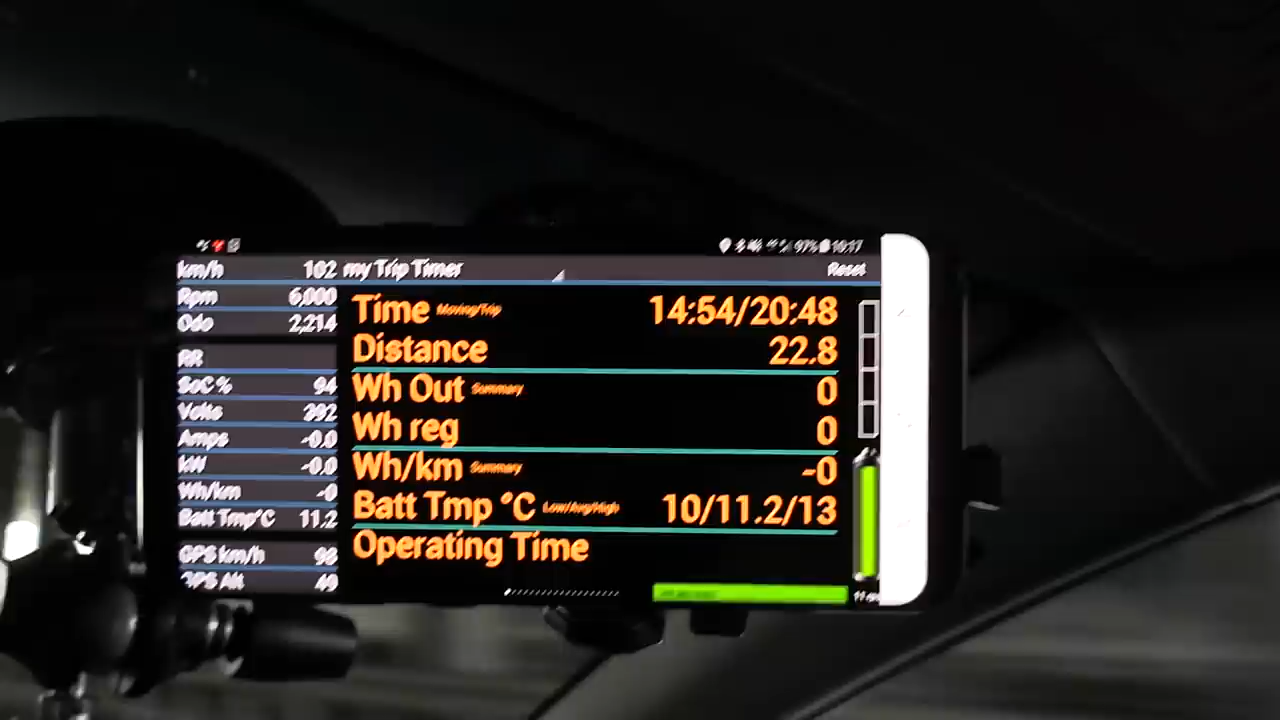 97% 10:17
km/h 102 my Trip Timer Reset
Rpm 6,000
Odo 2,214
RR
SoC % 94
Volts 392
Amps -0.0
kW -0.0
Wh/km -0
Batt Tmp°C 11.2
GPS km/h 98
GPS Alt 49
Time Moving/Trip 14:54/20:48
Distance 22.8
Wh Out Summary 0
Wh reg 0
Wh/km Summary -0
Batt Tmp °C Low/Avg/High 10/11.2/13
Operating Time